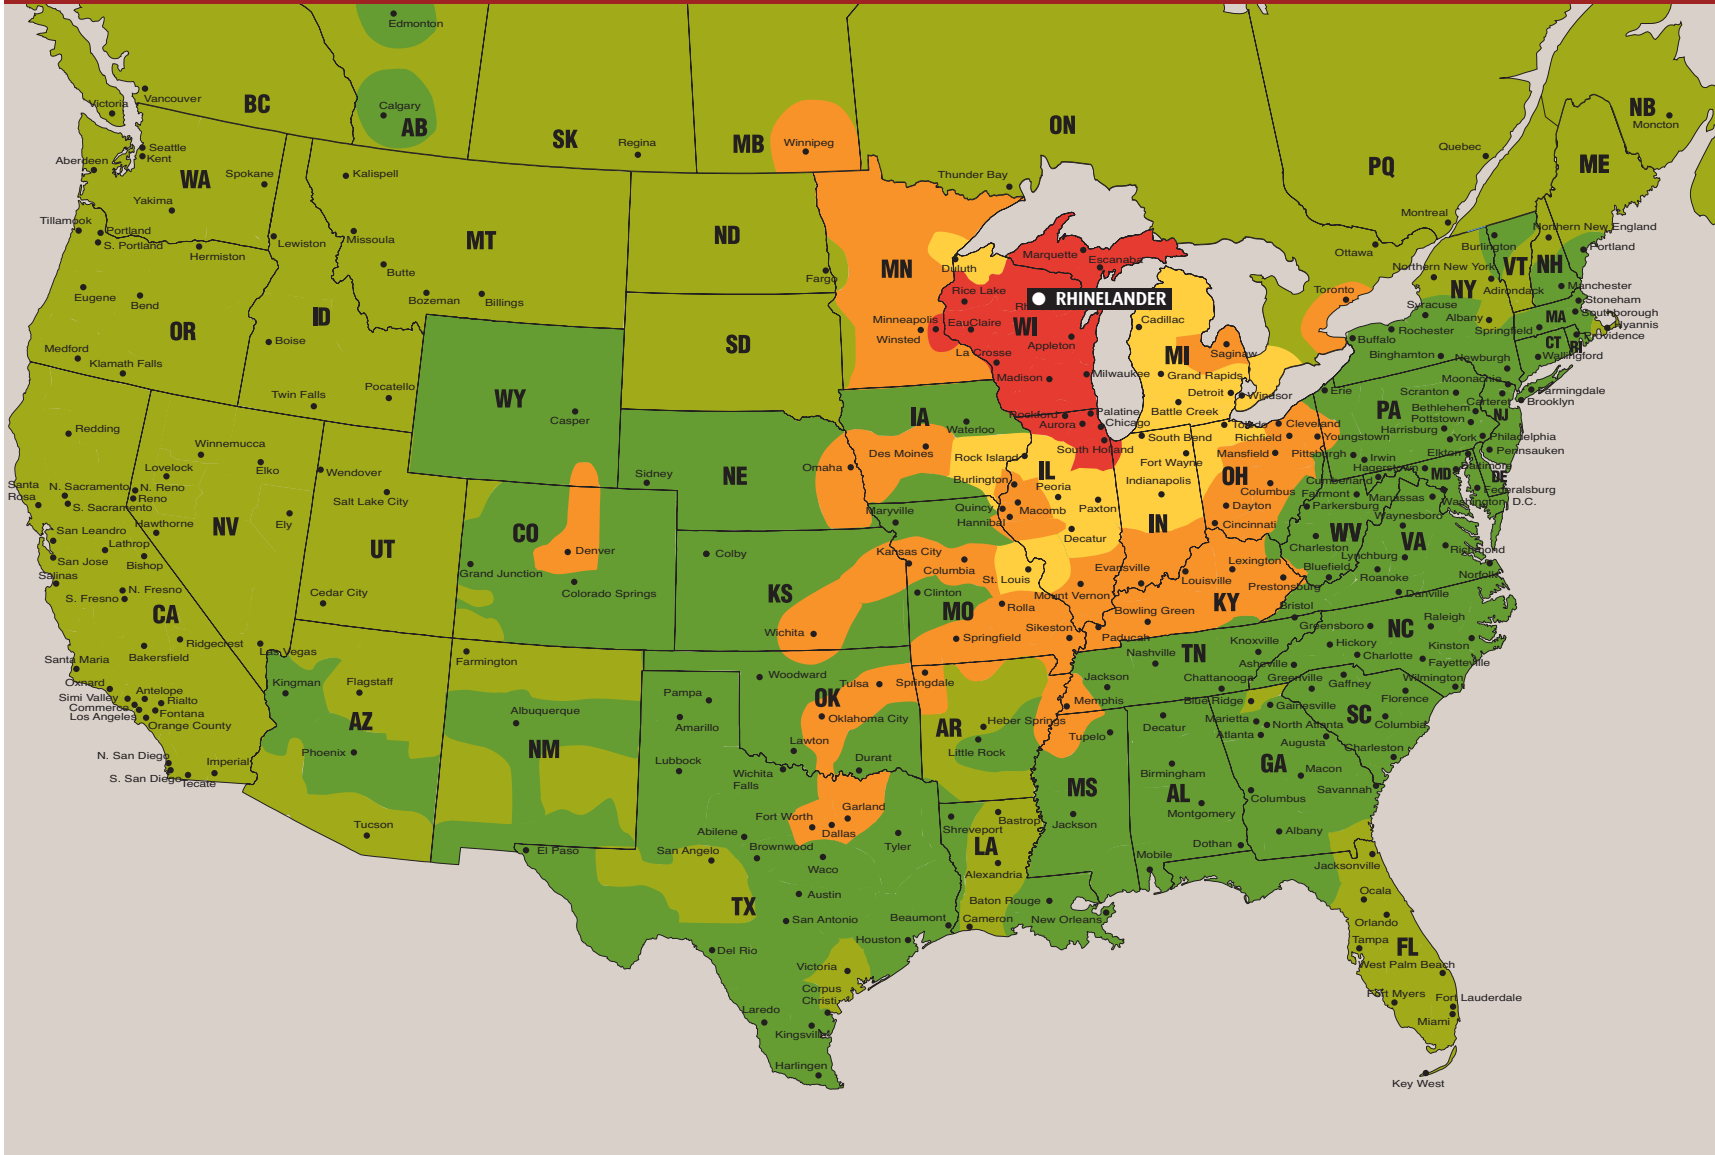 Edmonton
Calgary
AB
BC
Victoria
Vancouver
SK
Regina
MB
Winnipeg
ON
Thunder Bay
PQ
Quebec
Montreal
Ottawa
Toronto
NB
Moncton
ME
Aberdeen
Seattle
Kent
WA
Spokane
Yakima
Tillamook
Portland
S. Portland
Hermiston
Lewiston
Eugene
Bend
OR
Medford
Klamath Falls
Kalispell
Missoula
MT
Butte
Bozeman
Billings
ID
Boise
Twin Falls
Pocatello
WY
Casper
ND
Fargo
SD
MN
Duluth
Minneapolis
Winsted
Marquette
Escanaba
Rice Lake
Rh
RHINELANDER
EauClaire
WI
Appleton
La Crosse
Madison
Milwaukee
Cadillac
MI
Saginaw
Grand Rapids
Detroit
Windsor
Battle Creek
Redding
Winnemucca
Lovelock
Elko
Wendover
Salt Lake City
Santa
Rosa
N. Sacramento
S. Sacramento
N. Reno
Reno
Hawthorne
NV
Ely
UT
San Leandro
Lathrop
San Jose
Bishop
Salinas
N. Fresno
S. Fresno
CA
Ridgecrest
Bakersfield
Las Vegas
Cedar City
Santa Maria
Oxnard
Simi Valley
Commerce
Los Angeles
Antelope
Rialto
Fontana
Orange County
N. San Diego
S. San Diego
Tecate
Imperial
Kingman
Flagstaff
AZ
Phoenix
Tucson
CO
Denver
Grand Junction
Colorado Springs
Farmington
Albuquerque
NM
Sidney
NE
Omaha
Colby
KS
Wichita
IA
Waterloo
Des Moines
Rock Island
Burlington
Maryville
Quincy
Hannibal
Kansas City
Columbia
Clinton
MO
St. Louis
Rolla
Springfield
Sikeston
Rockford
Aurora
Palatine
Chicago
South Holland
IL
Peoria
Macomb
Paxton
Decatur
Mount Vernon
South Bend
Fort Wayne
Indianapolis
IN
Evansville
Toledo
Cleveland
Richfield
Youngstown
Mansfield
OH
Columbus
Dayton
Cincinnati
Lexington
Louisville
Prestonsburg
KY
Bowling Green
Paducah
Pampa
Amarillo
Lubbock
Woodward
Tulsa
OK
Oklahoma City
Lawton
Durant
Wichita
Falls
Springdale
AR
Heber Springs
Little Rock
Fort Worth
Garland
Dallas
Abilene
San Angelo
Brownwood
Tyler
Waco
El Paso
TX
Austin
San Antonio
Del Rio
Beaumont
Houston
Victoria
Corpus
Christi
Laredo
Kingsville
Harlingen
Shreveport
Bastrop
LA
Alexandria
Baton Rouge
Cameron
New Orleans
Nashville
TN
Knoxville
Jackson
Chattanooga
Memphis
Tupelo
MS
Jackson
Decatur
Birmingham
AL
Montgomery
Dothan
Mobile
Blue Ridge
Gainesville
Marietta
North Atlanta
Atlanta
Augusta
GA
Macon
Columbus
Savannah
Albany
Jacksonville
Ocala
Orlando
Tampa
FL
West Palm Beach
Fort Myers
Fort Lauderdale
Miami
Key West
Bristol
Greensboro
Raleigh
NC
Hickory
Kinston
Charlotte
Fayetteville
Asheville
Greenville
Gaffney
Wilmington
Florence
SC
Columbia
Charleston
WV
Charleston
Fairmont
Parkersburg
Bluefield
VA
Waynesboro
Lynchburg
Richmond
Roanoke
Norfolk
Danville
Manassas
Washington
D.C.
Cumberland
Hagerstown
MD
Baltimore
Elkton
DE
Federalsburg
Erie
PA
Pittsburgh
Irwin
Scranton
Bethlehem
Pottstown
Harrisburg
York
Philadelphia
Pennsauken
NJ
Moonachie
Carteret
Farmingdale
Brooklyn
Newburgh
Binghamton
Buffalo
Rochester
Syracuse
NY
Albany
Adirondack
Northern New York
Burlington
VT
NH
Northern New England
Portland
Manchester
Stoneham
Southborough
MA
Hyannis
Springfield
Providence
CT
RI
Wallingford